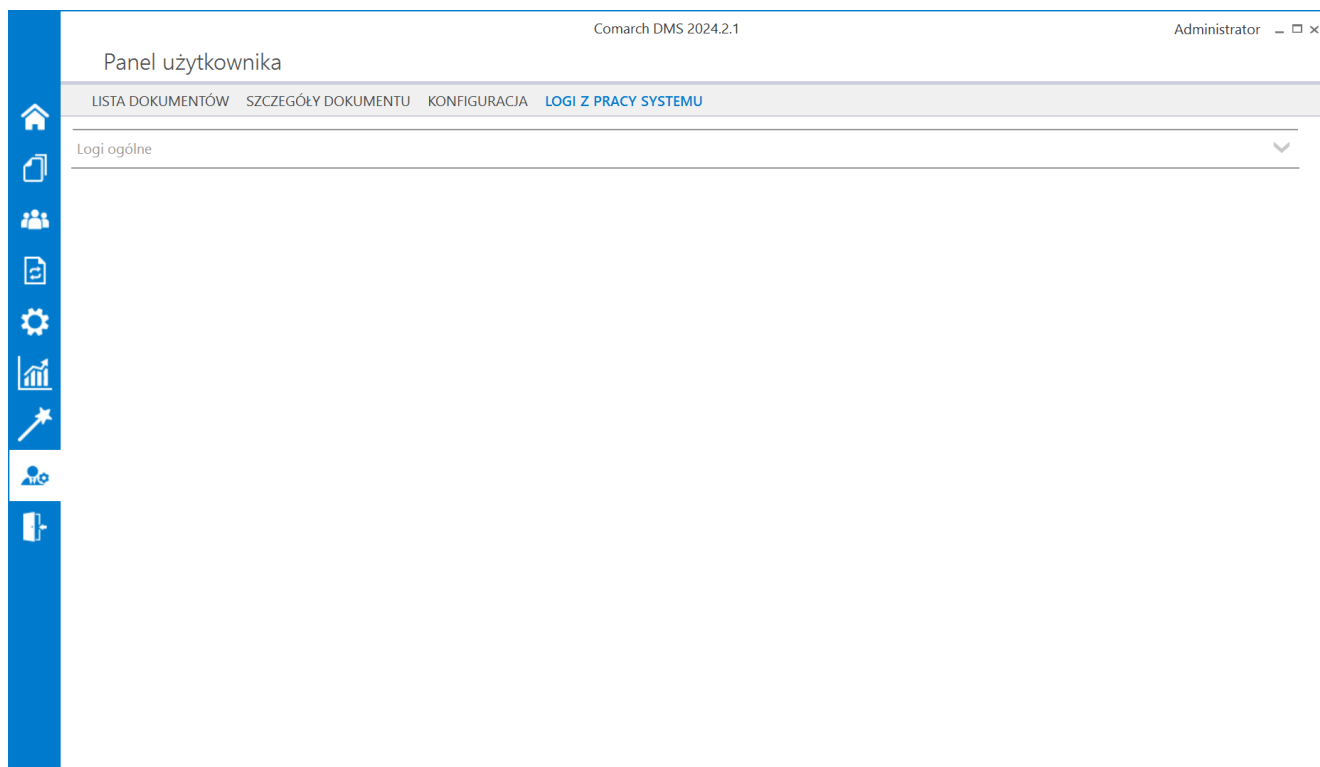 Comarch DMS 2024.2.1
Administrator
Panel użytkownika
LISTA DOKUMENTÓW SZCZEGÓŁY DOKUMENTU KONFIGURACJA LOGI Z PRACY SYSTEMU
Logi ogólne